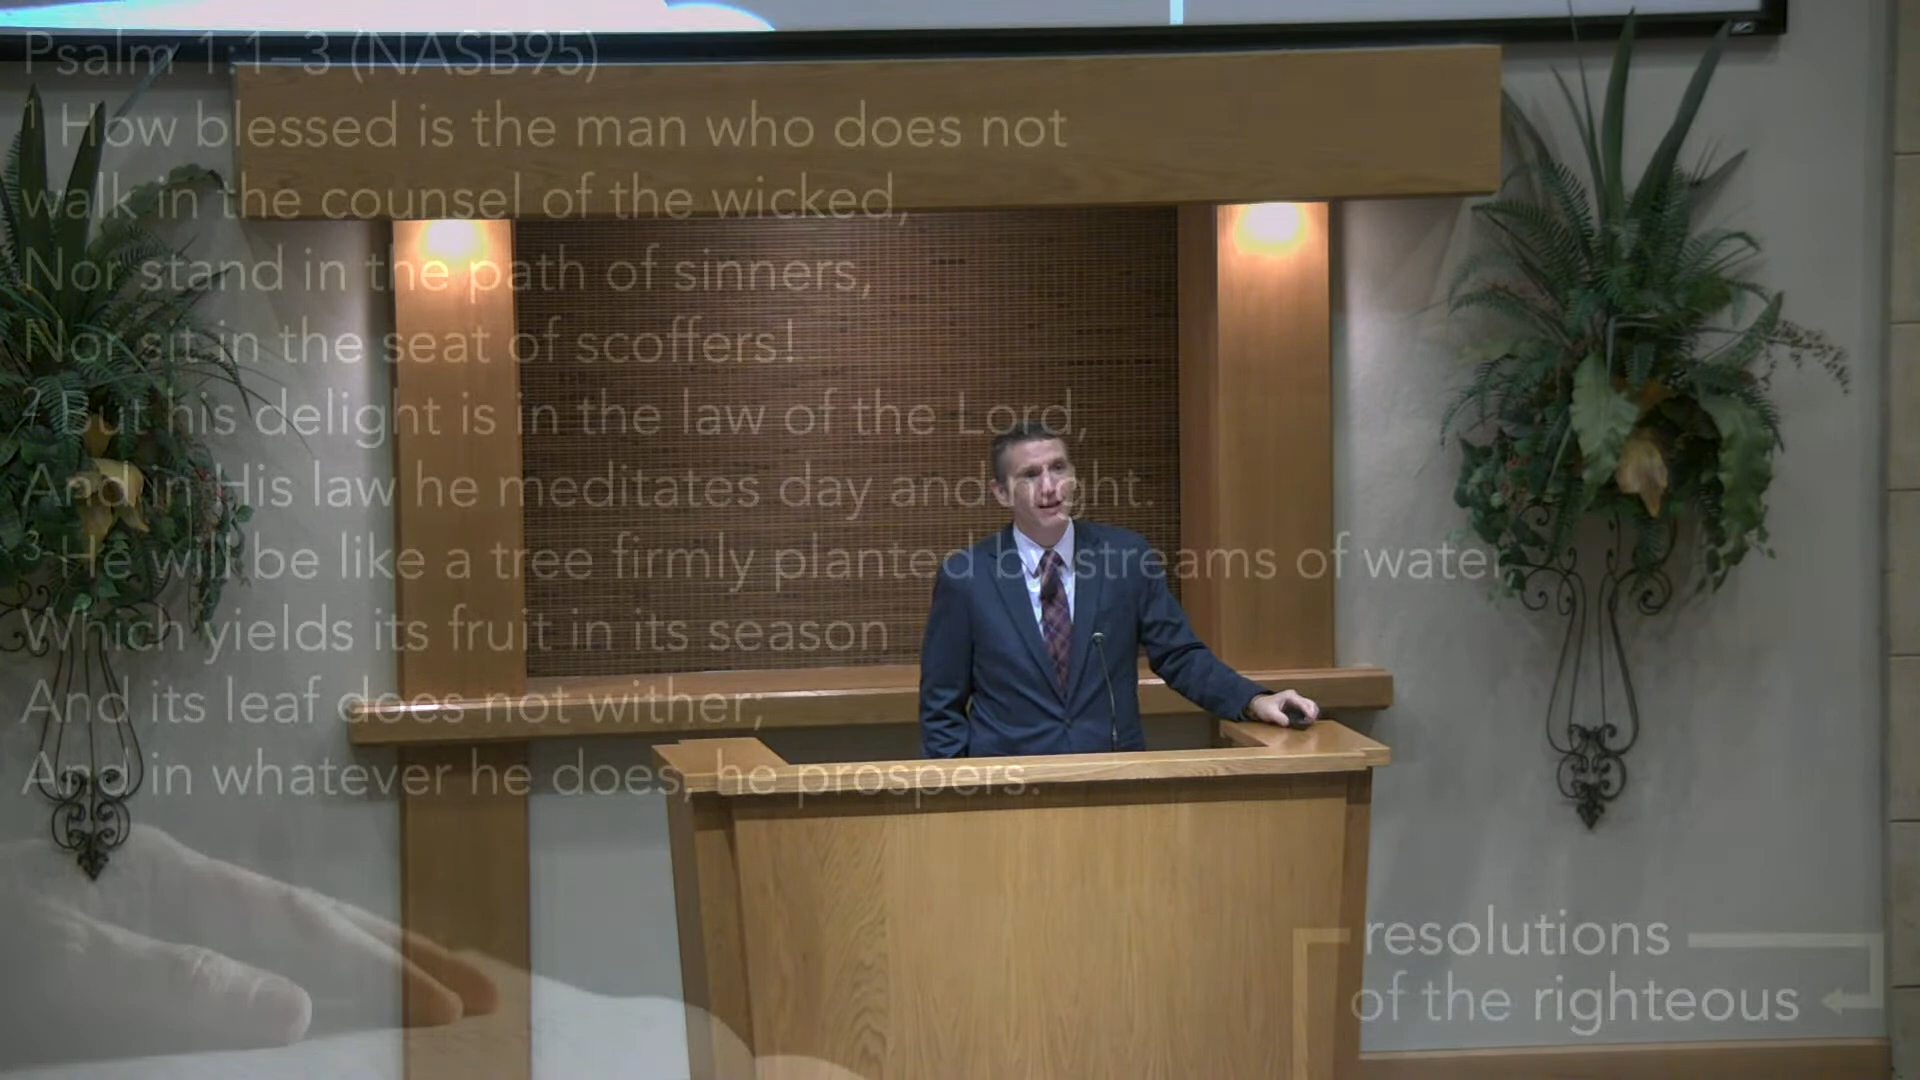 Psalm 1:1–3 (NASB95)
1 How blessed is the man who does not
walk in the counsel of the wicked,
Nor stand in the path of sinners,
Nor sit in the seat of scoffers!
2 But his delight is in the law of the Lord,
And in His law he meditates day and night.
3 He will be like a tree firmly planted by streams of water
Which yields its fruit in its season
And its leaf does not wither;
And in whatever he does, he prospers.
resolutions
of the righteous